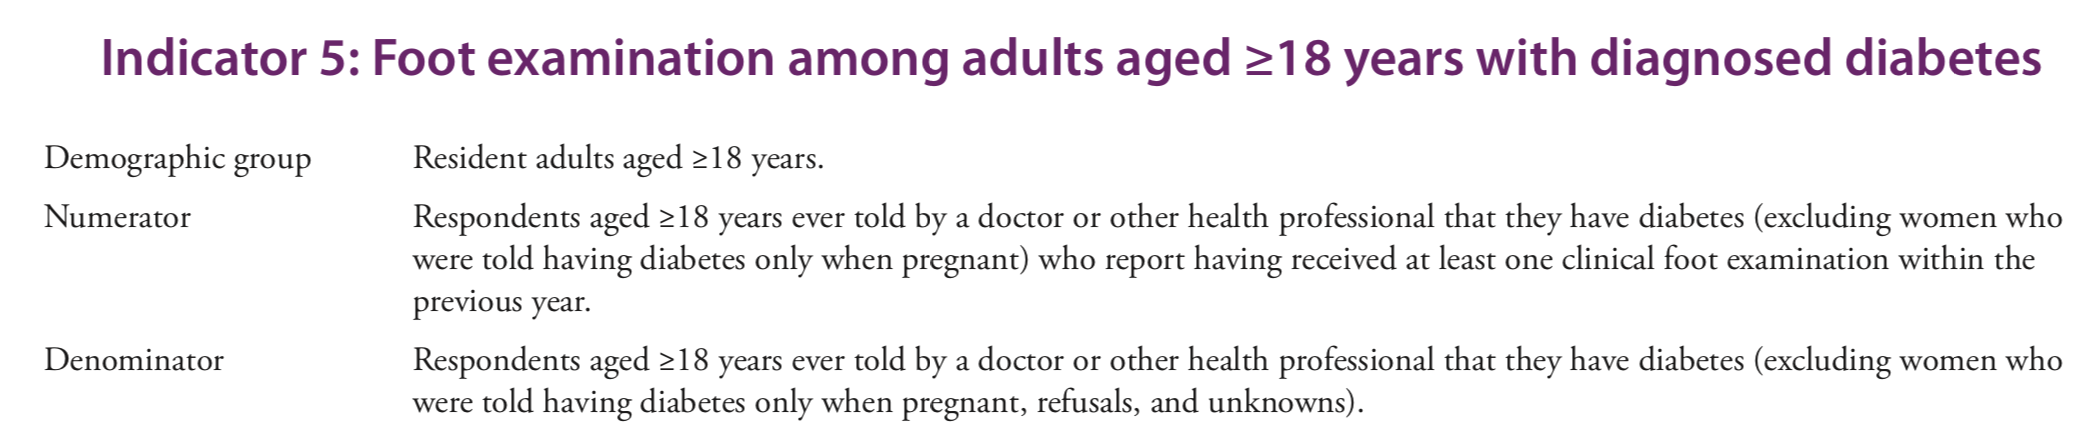 Indicator 5: Foot examination among adults aged ≥18 years with diagnosed diabetes
Demographic group Resident adults aged ≥18 years.
Numerator Respondents aged ≥18 years ever told by a doctor or other health professional that they have diabetes (excluding women who
were told having diabetes only when pregnant) who report having received at least one clinical foot examination within the
previous year.
Denominator Respondents aged ≥18 years ever told by a doctor or other health professional that they have diabetes (excluding women who
were told having diabetes only when pregnant, refusals, and unknowns).